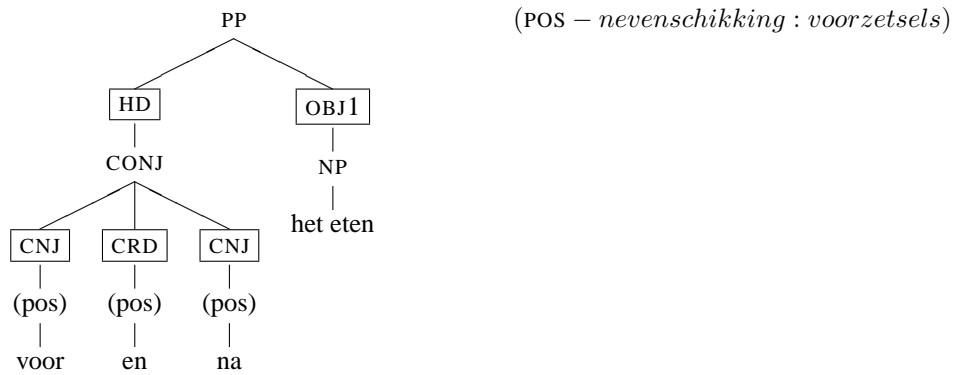 PP (POS − nevenschikking : voorzetsels)
HD OBJ1
CONJ NP
het eten
CNJ CRD CNJ
(pos) (pos) (pos)
voor en na